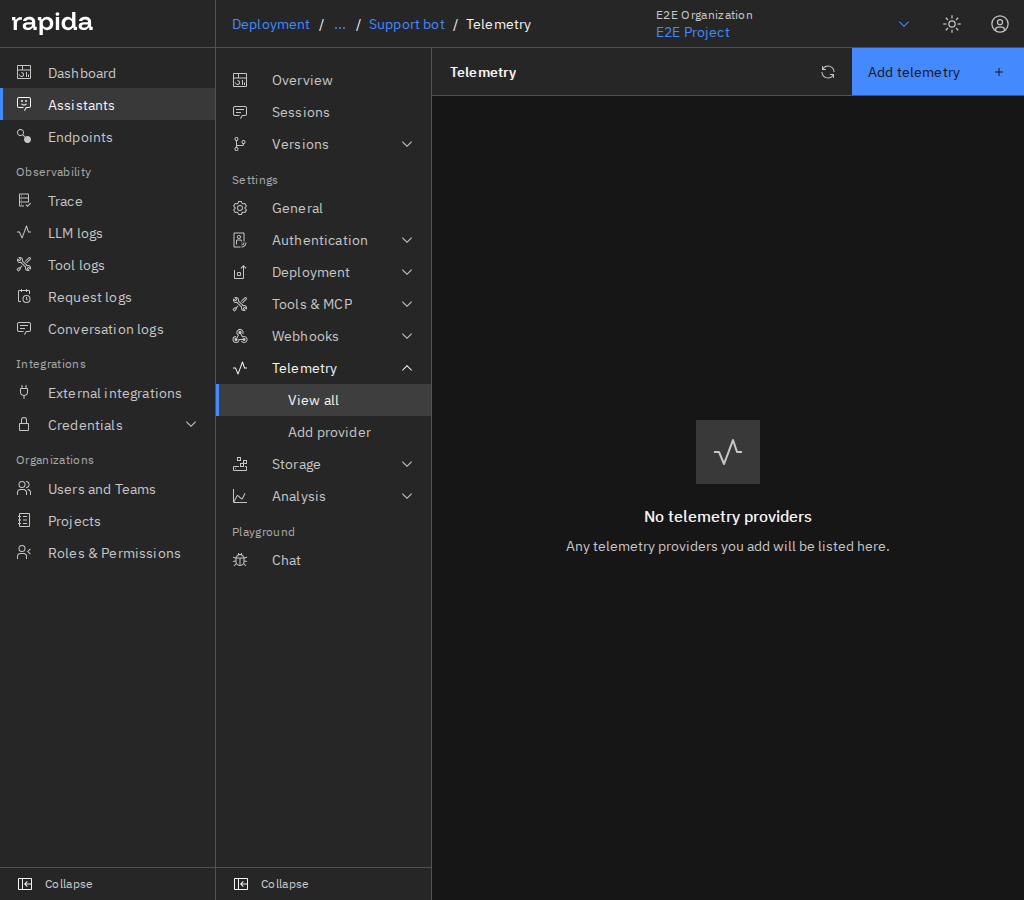 rapida
Deployment / ... / Support bot / Telemetry
E2E Organization
E2E Project
Dashboard
Assistants
Endpoints
Observability
Trace
LLM logs
Tool logs
Request logs
Conversation logs
Integrations
External integrations
Credentials
Organizations
Users and Teams
Projects
Roles & Permissions
Collapse
Overview
Sessions
Versions
Settings
General
Authentication
Deployment
Tools & MCP
Webhooks
Telemetry
View all
Add provider
Storage
Analysis
Playground
Chat
Collapse
Telemetry
Add telemetry +
No telemetry providers
Any telemetry providers you add will be listed here.